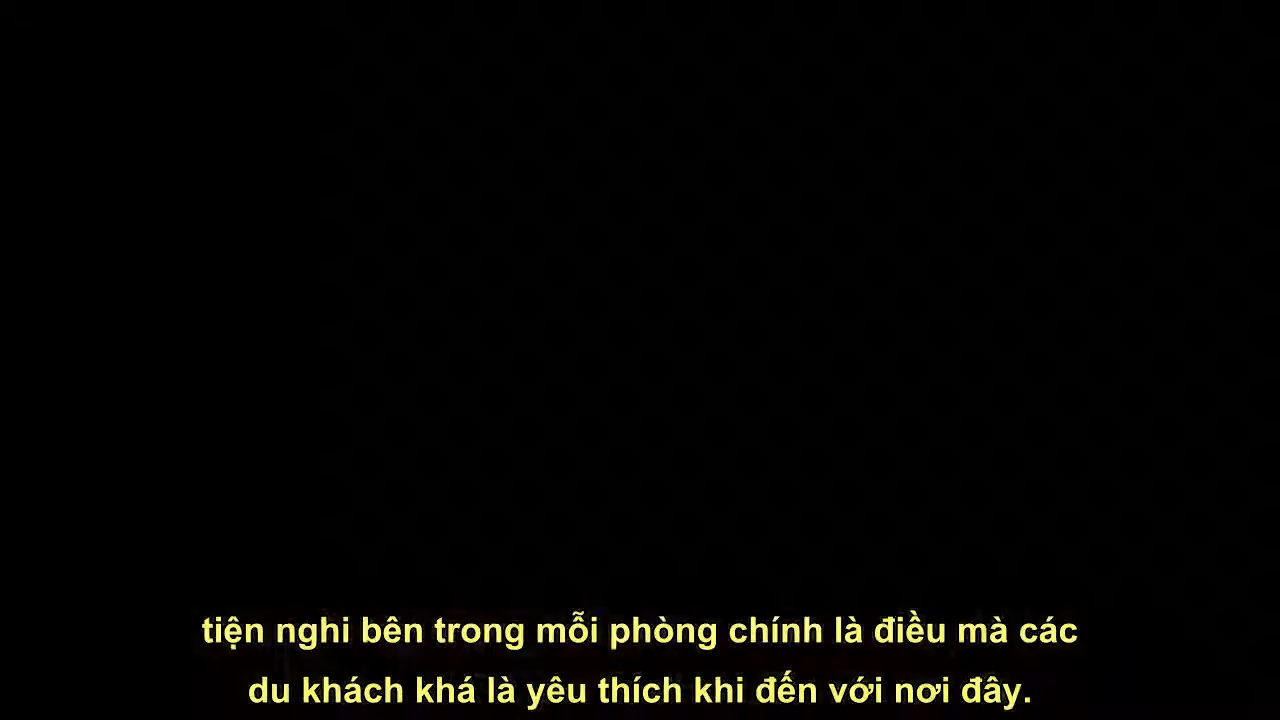 tiện nghi bên trong mỗi phòng chính là điều mà các
du khách khá là yêu thích khi đến với nơi đây.